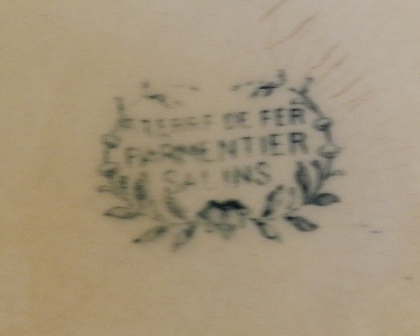 TERRE DE FER
PARMENTIER
SALINS